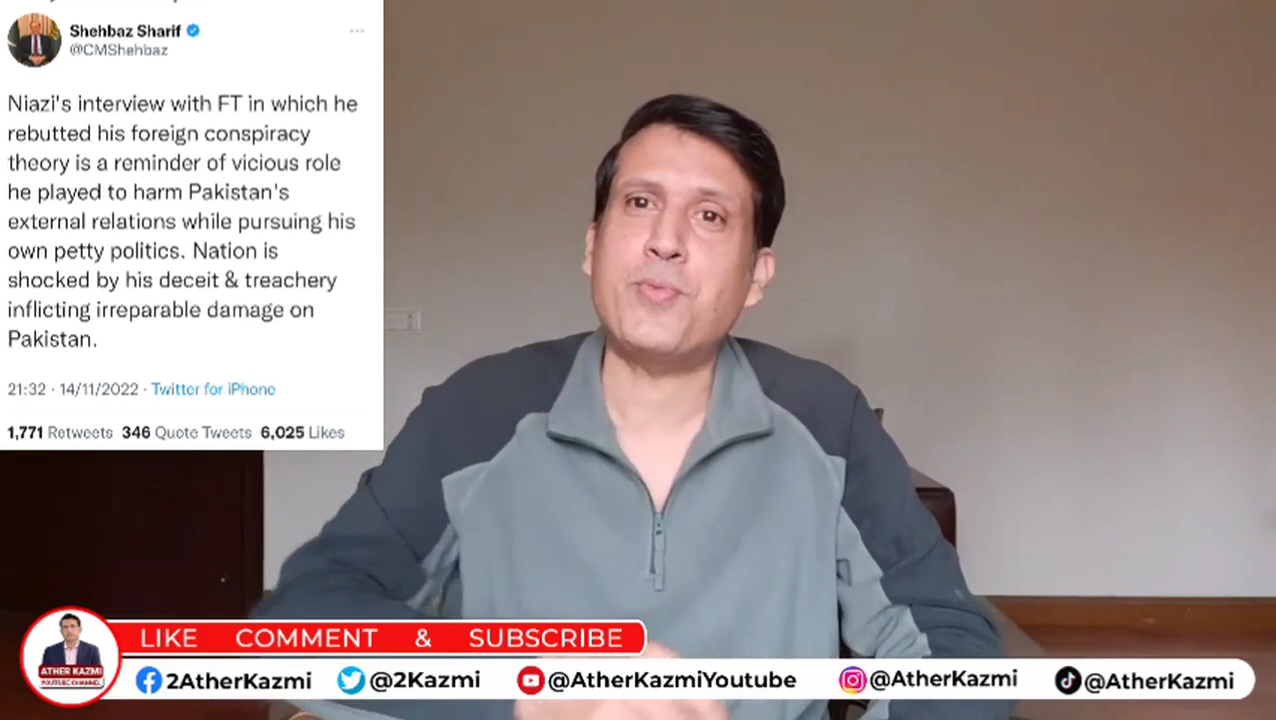 Shehbaz Sharif
@CMShehbaz
Niazi's interview with FT in which he
rebutted his foreign conspiracy
theory is a reminder of vicious role
he played to harm Pakistan's
external relations while pursuing his
own petty politics. Nation is
shocked by his deceit & treachery
inflicting irreparable damage on
Pakistan.
21:32 · 14/11/2022 · Twitter for iPhone
1,771 Retweets 346 Quote Tweets 6,025 Likes
LIKE COMMENT & SUBSCRIBE
ATHER KAZMI
YOUTUBE CHANNEL
2AtherKazmi @2Kazmi @AtherKazmiYoutube @AtherKazmi @AtherKazmi